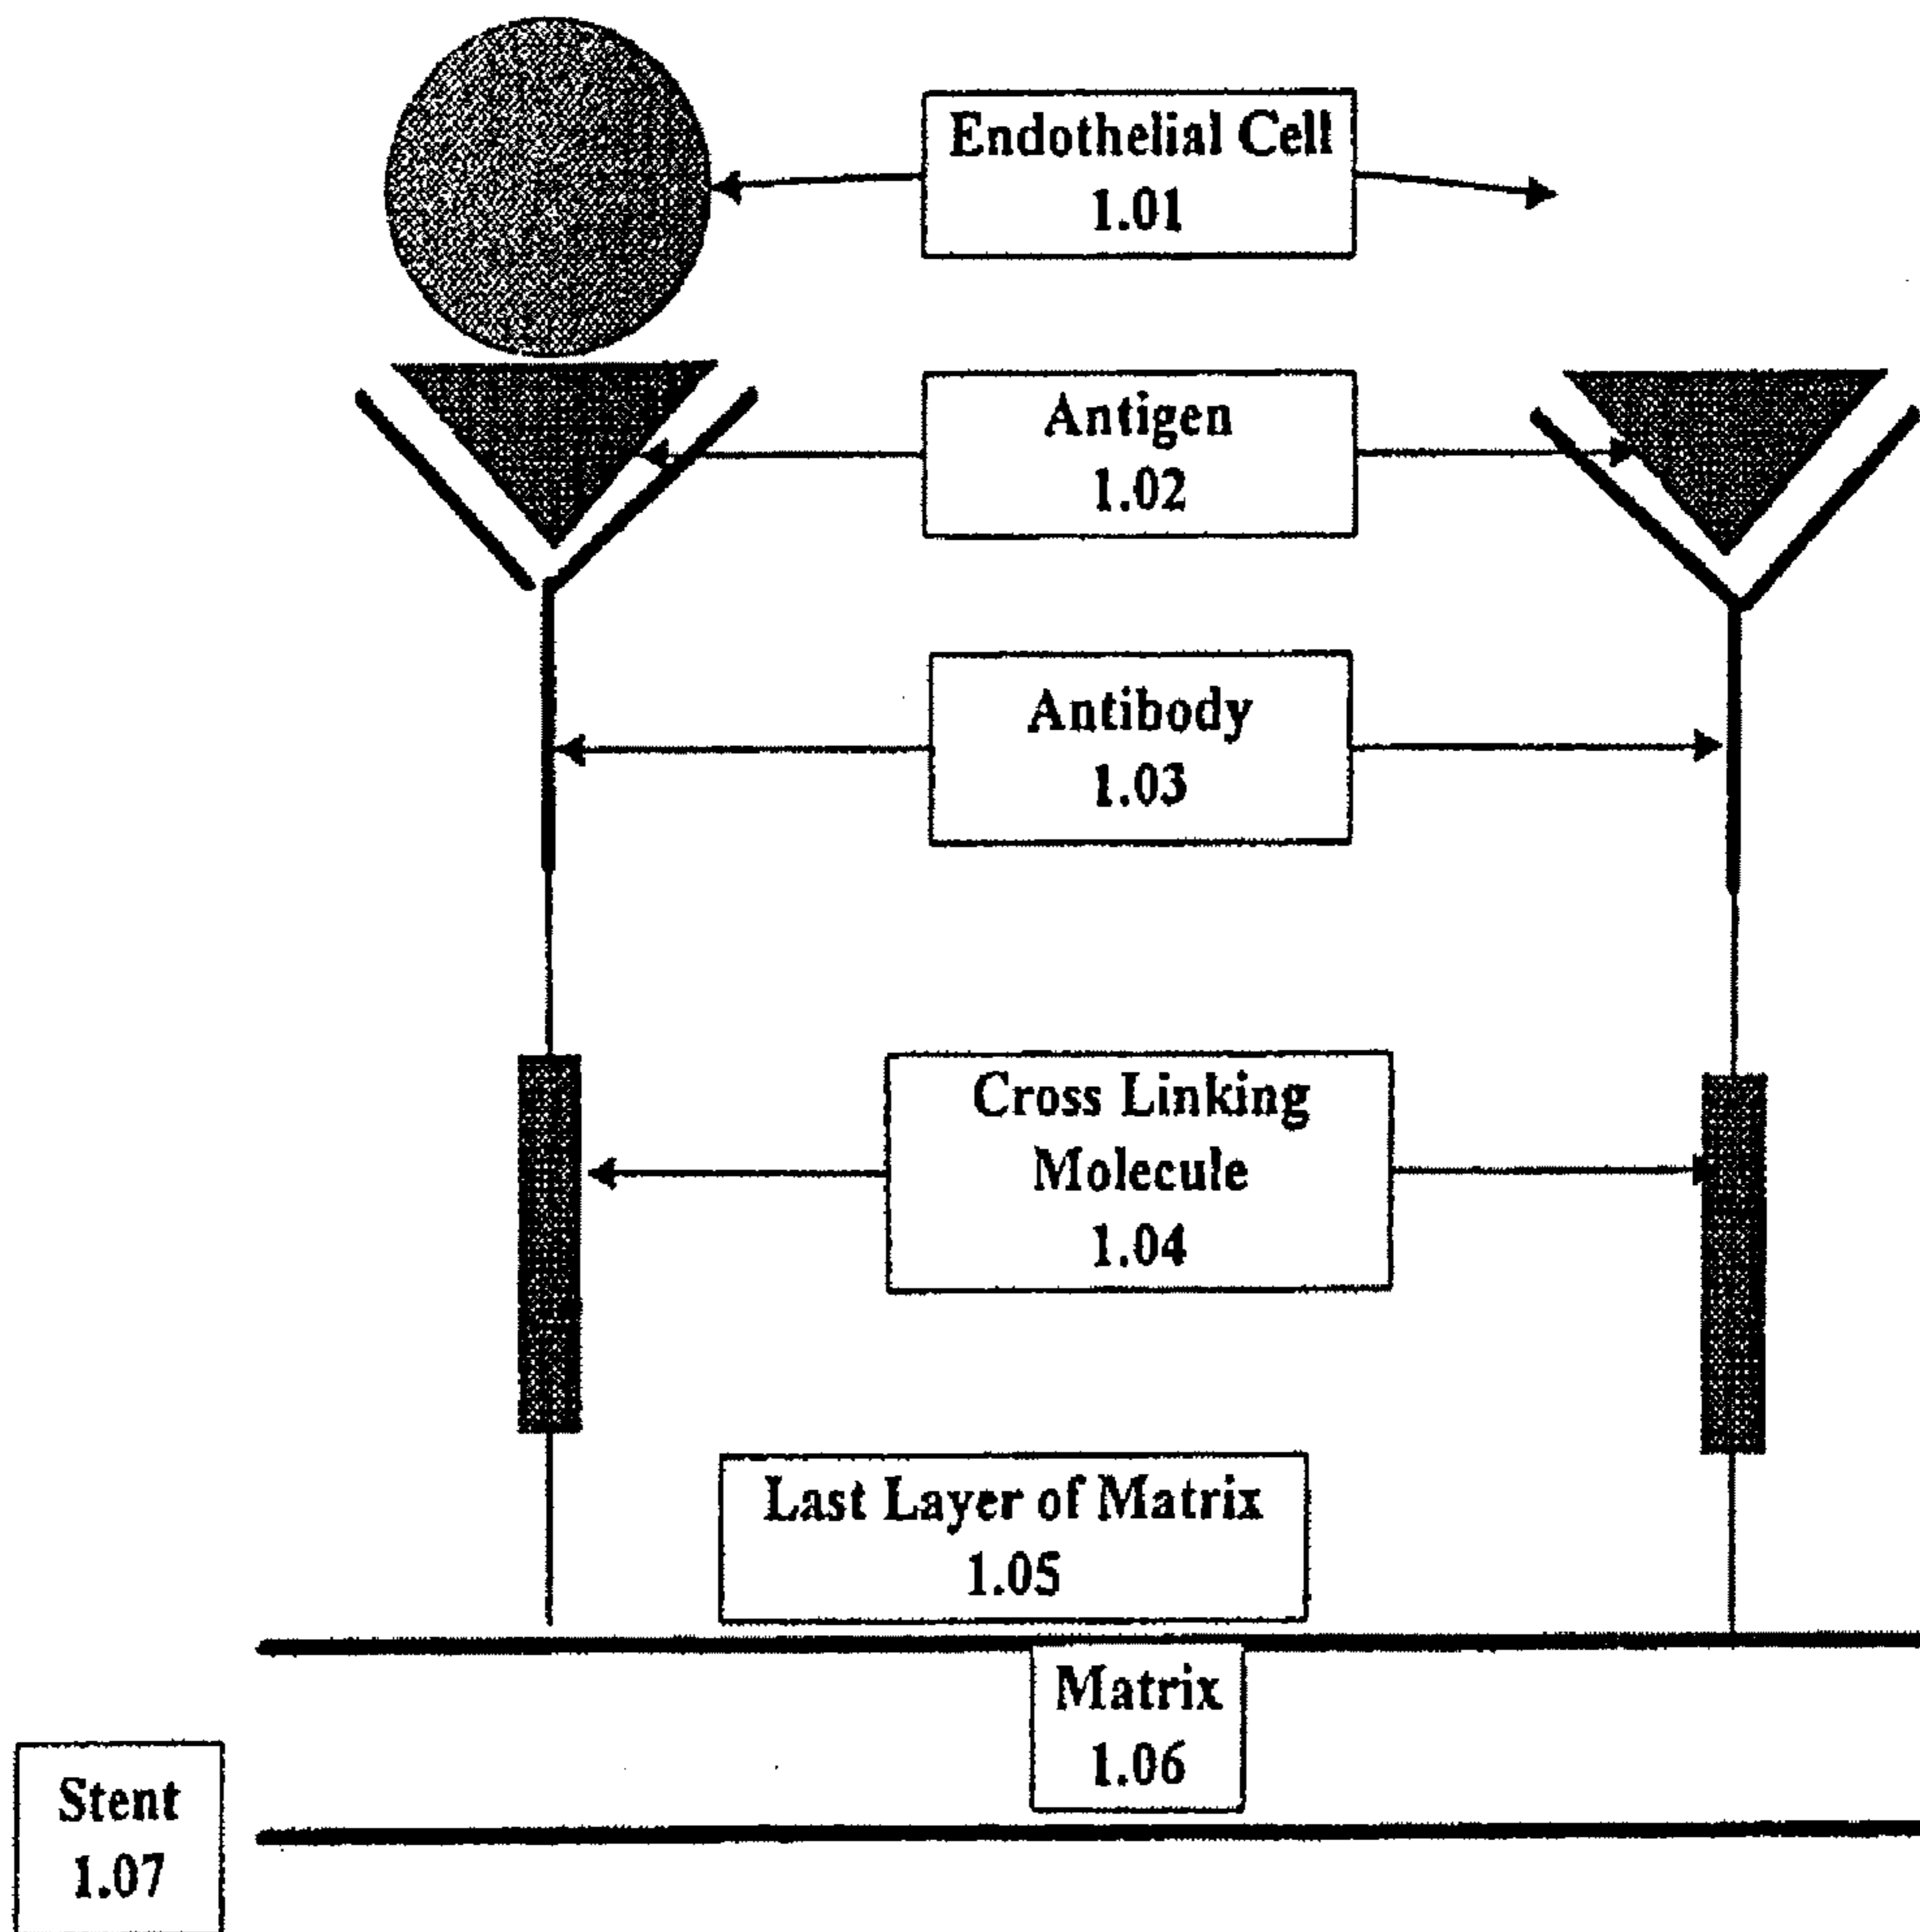 Endothelial Cell
1.01
Antigen
1.02
Antibody
1.03
Cross Linking
Molecule
1.04
Last Layer of Matrix
1.05
Matrix
1.06
Stent
1.07